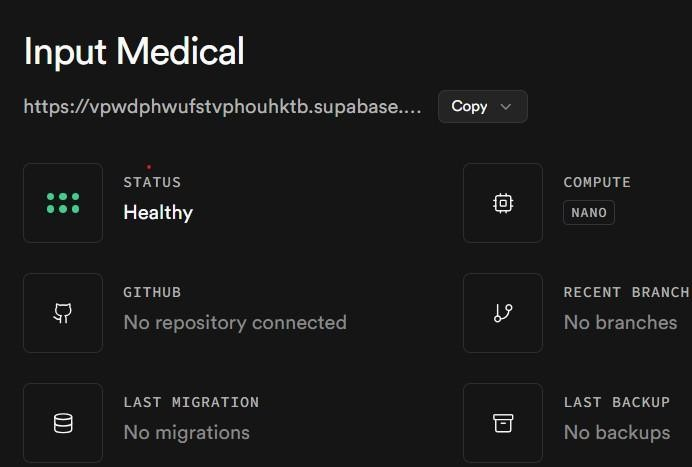 Input Medical
https://vpwdphwufstvphouhktb.supabase....
Copy
STATUS
Healthy
COMPUTE
NANO
GITHUB
No repository connected
RECENT BRANCH
No branches
LAST MIGRATION
No migrations
LAST BACKUP
No backups